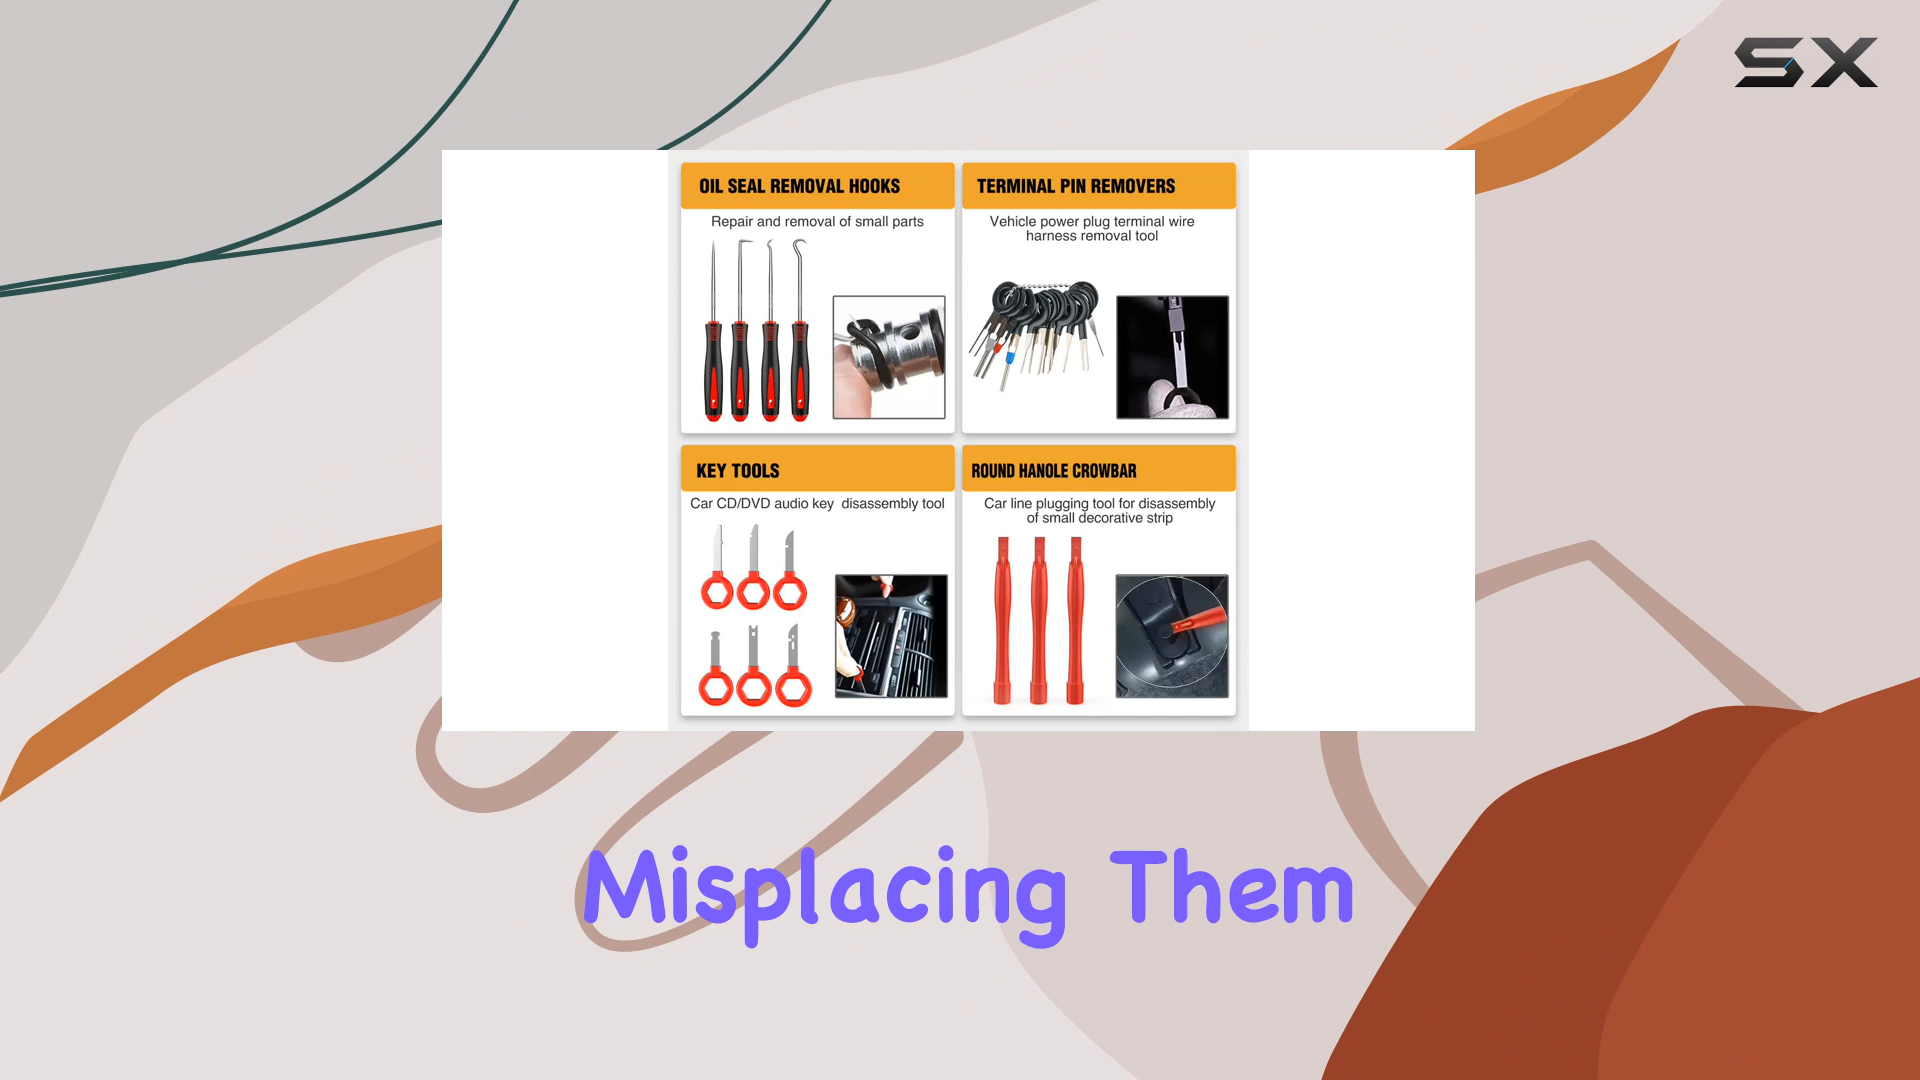 SX
OIL SEAL REMOVAL HOOKS
Repair and removal of small parts
TERMINAL PIN REMOVERS
Vehicle power plug terminal wire
harness removal tool
KEY TOOLS
Car CD/DVD audio key disassembly tool
ROUND HANOLE CROWBAR
Car line plugging tool for disassembly
of small decorative strip
Misplacing Them